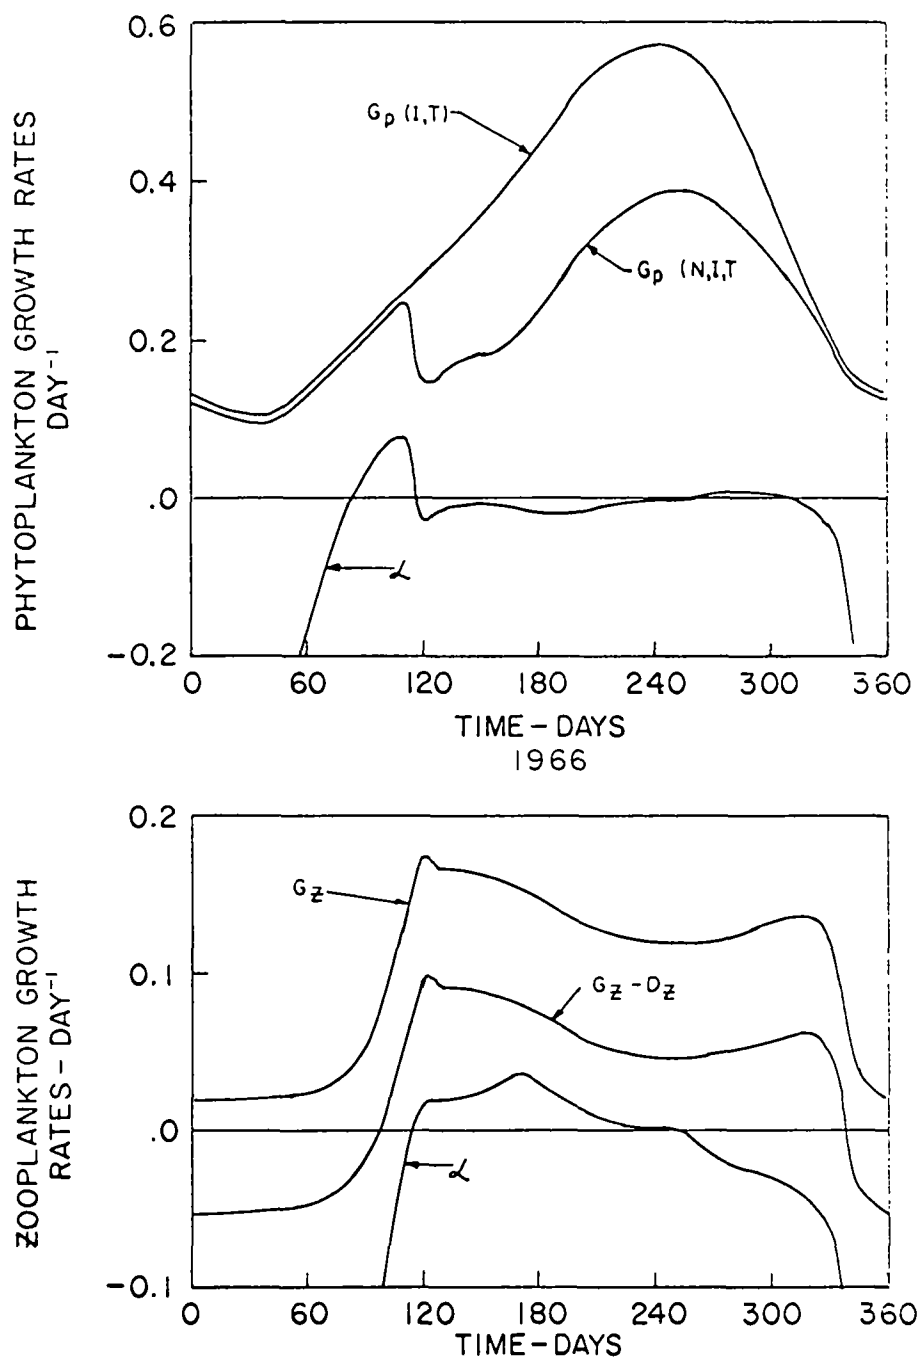 PHYTOPLANKTON GROWTH RATES
DAY⁻¹
0.6
0.4
0.2
.0
-0.2
Gp (I,T)
Gp (N,I,T
α
0 60 120 180 240 300 360
TIME - DAYS
1966
ZOOPLANKTON GROWTH
RATES - DAY⁻¹
0.2
0.1
.0
-0.1
GZ
GZ - DZ
α
0 60 120 180 240 300 360
TIME - DAYS